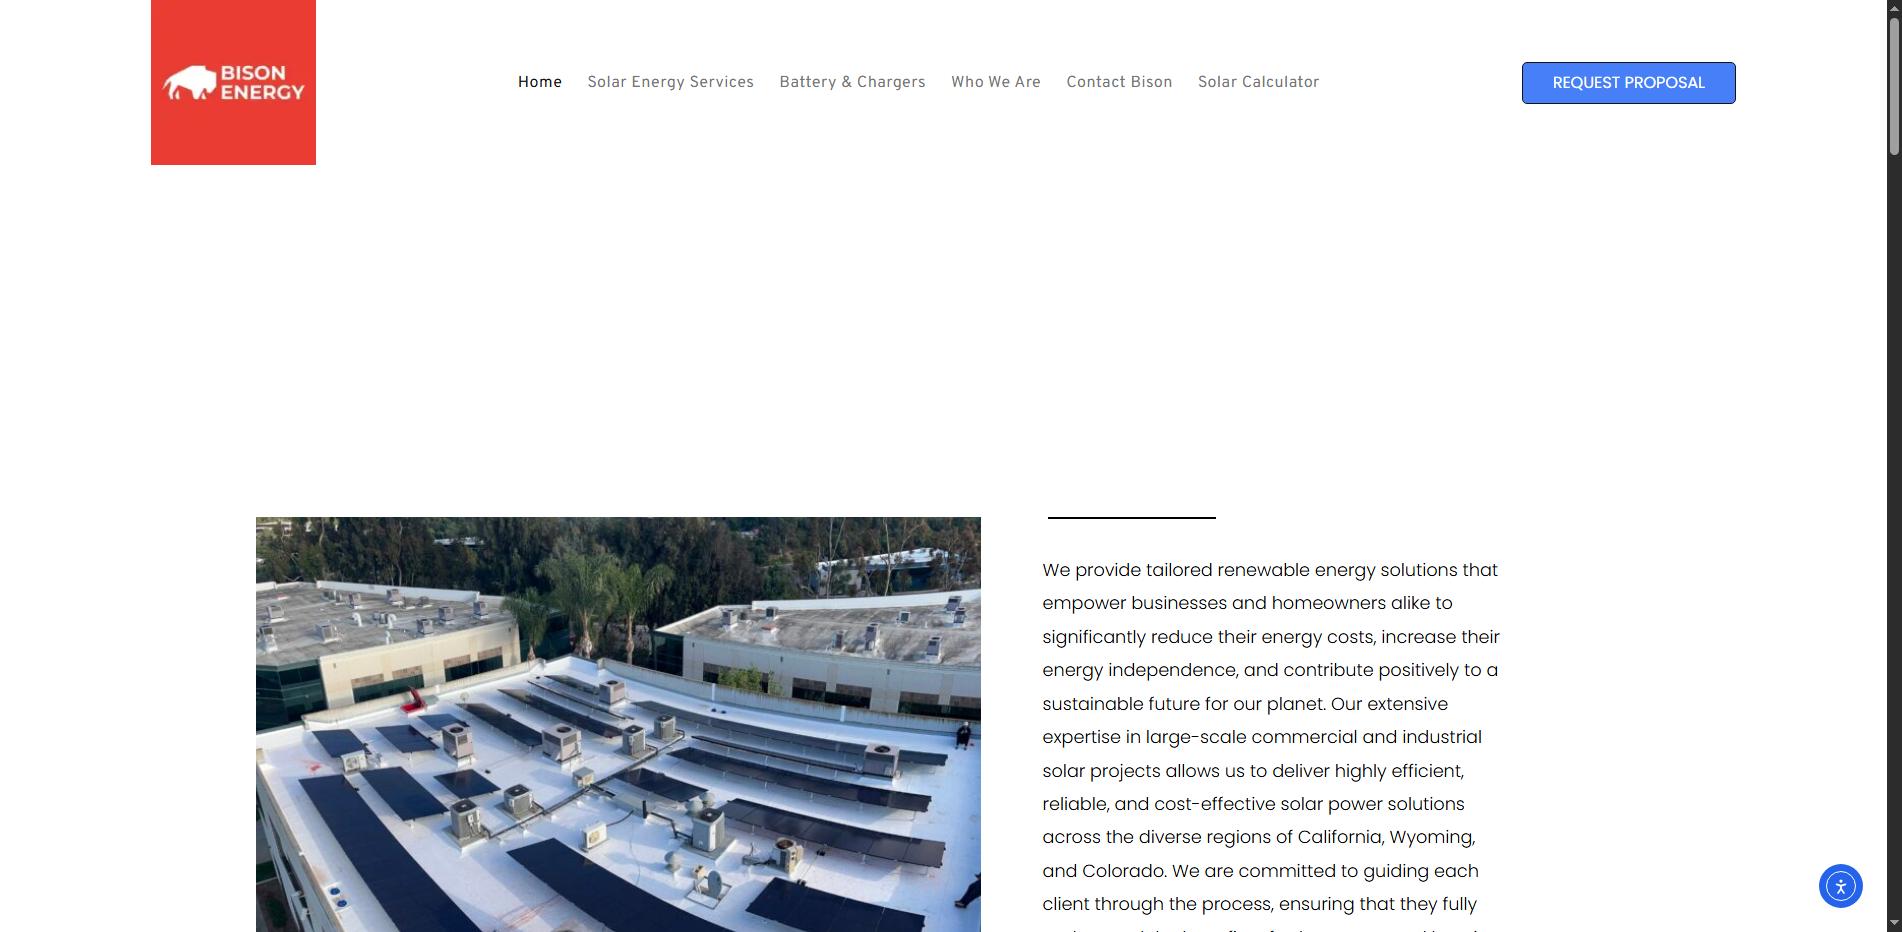 BISON
ENERGY
Home
Solar Energy Services
Battery & Chargers
Who We Are
Contact Bison
Solar Calculator
REQUEST PROPOSAL
We provide tailored renewable energy solutions that
empower businesses and homeowners alike to
significantly reduce their energy costs, increase their
energy independence, and contribute positively to a
sustainable future for our planet. Our extensive
expertise in large-scale commercial and industrial
solar projects allows us to deliver highly efficient,
reliable, and cost-effective solar power solutions
across the diverse regions of California, Wyoming,
and Colorado. We are committed to guiding each
client through the process, ensuring that they fully